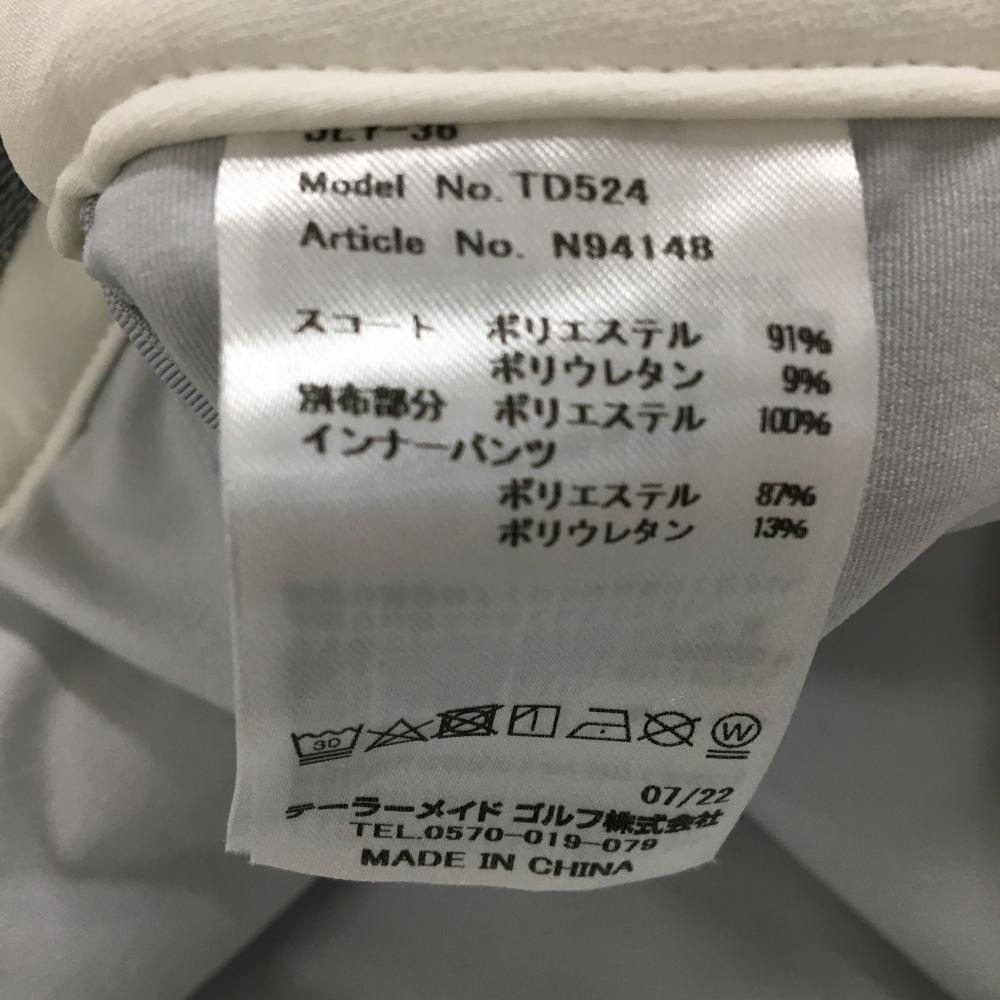 Model No. TD524
Article No. N94148
スコート ポリエステル 91%
ポリウレタン 9%
別布部分 ポリエステル 100%
インナーパンツ
ポリエステル 87%
ポリウレタン 13%
30 1 W
07/22
テーラーメイド ゴルフ株式会社
TEL.0570-019-079
MADE IN CHINA